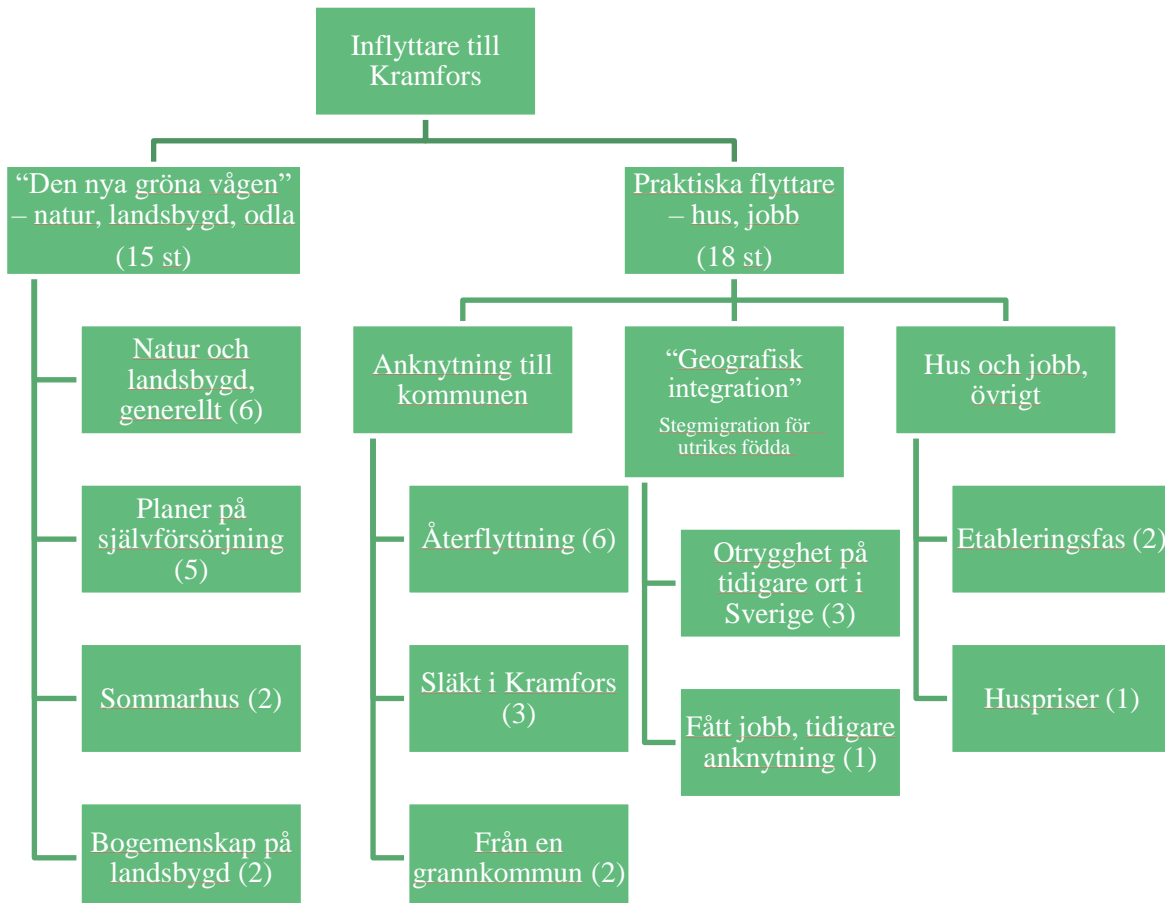 Inflyttare till
Kramfors
“Den nya gröna vågen”
– natur, landsbygd, odla
(15 st)
Praktiska flyttare
– hus, jobb
(18 st)
Natur och
landsbygd,
generellt (6)
Planer på
självförsörjning
(5)
Sommarhus (2)
Bogemenskap på
landsbygd (2)
Anknytning till
kommunen
Återflyttning (6)
Släkt i Kramfors
(3)
Från en
grannkommun (2)
“Geografisk
integration”
Stegmigration för
utrikes födda
Otrygghet på
tidigare ort i
Sverige (3)
Fått jobb, tidigare
anknytning (1)
Hus och jobb,
övrigt
Etableringsfas (2)
Huspriser (1)